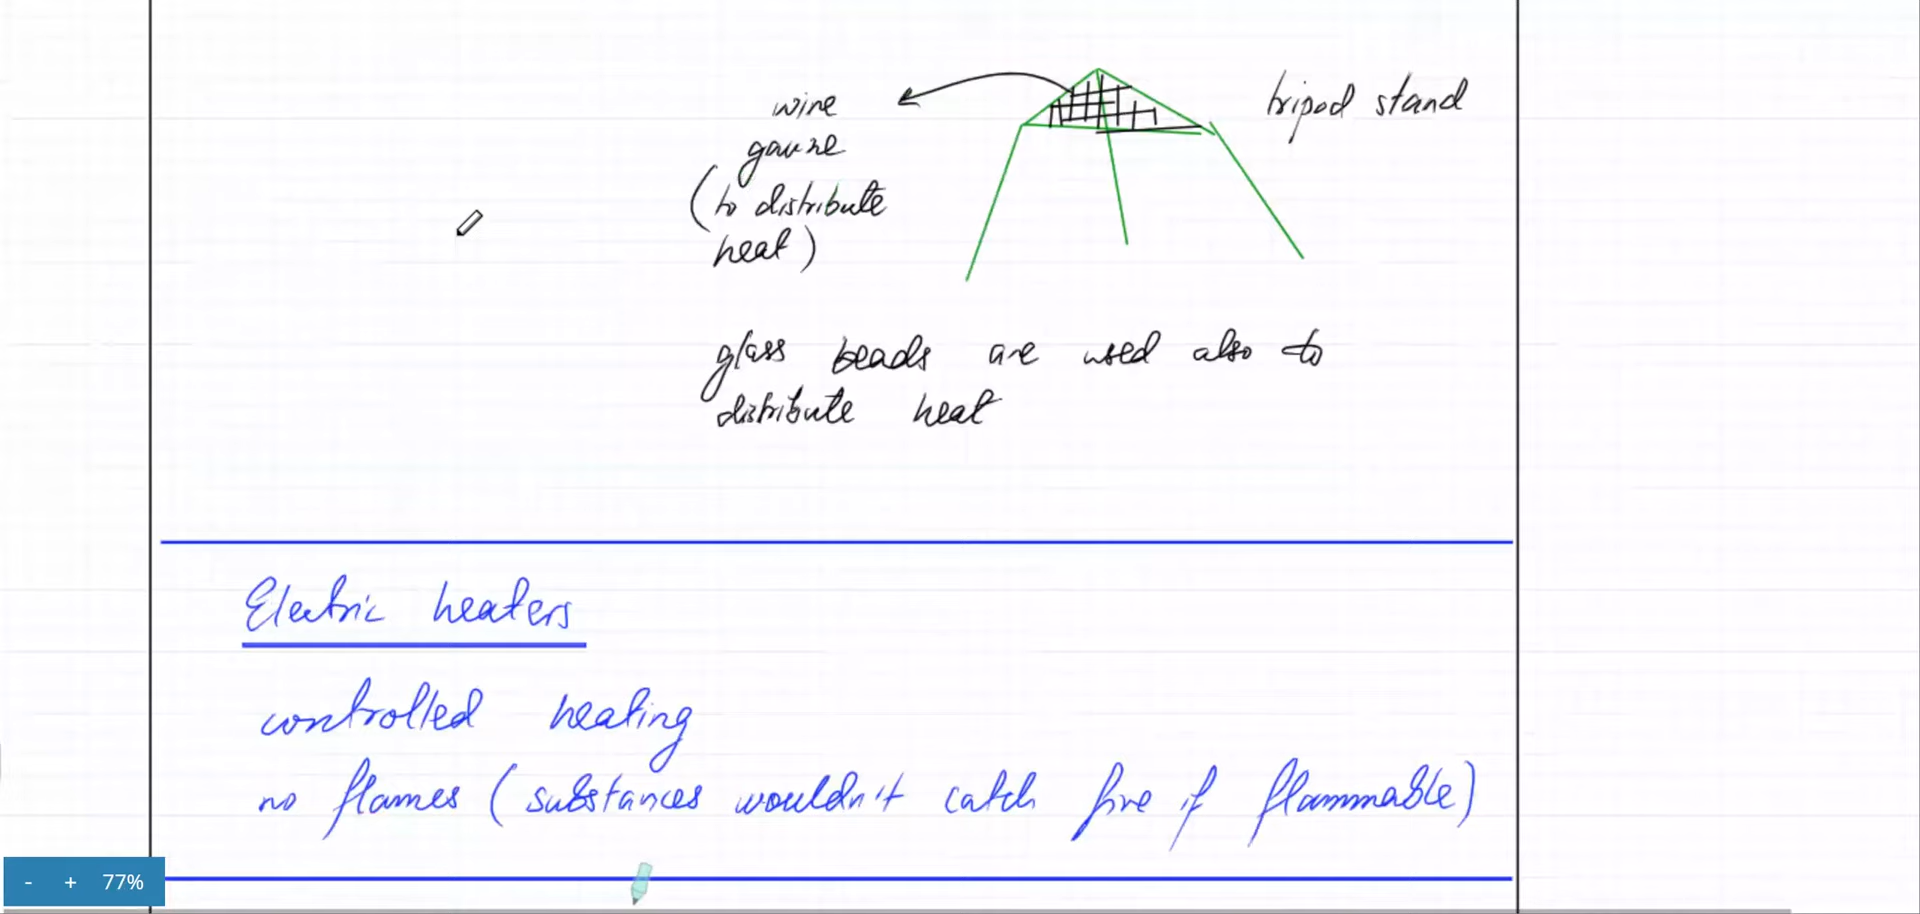 wire
gauze
(to distribute
heat)
tripod stand
glass beads are used also to
distribute heat
Electric heaters
controlled heating
no flames (substances wouldn't catch fire if flammable)
- + 77%